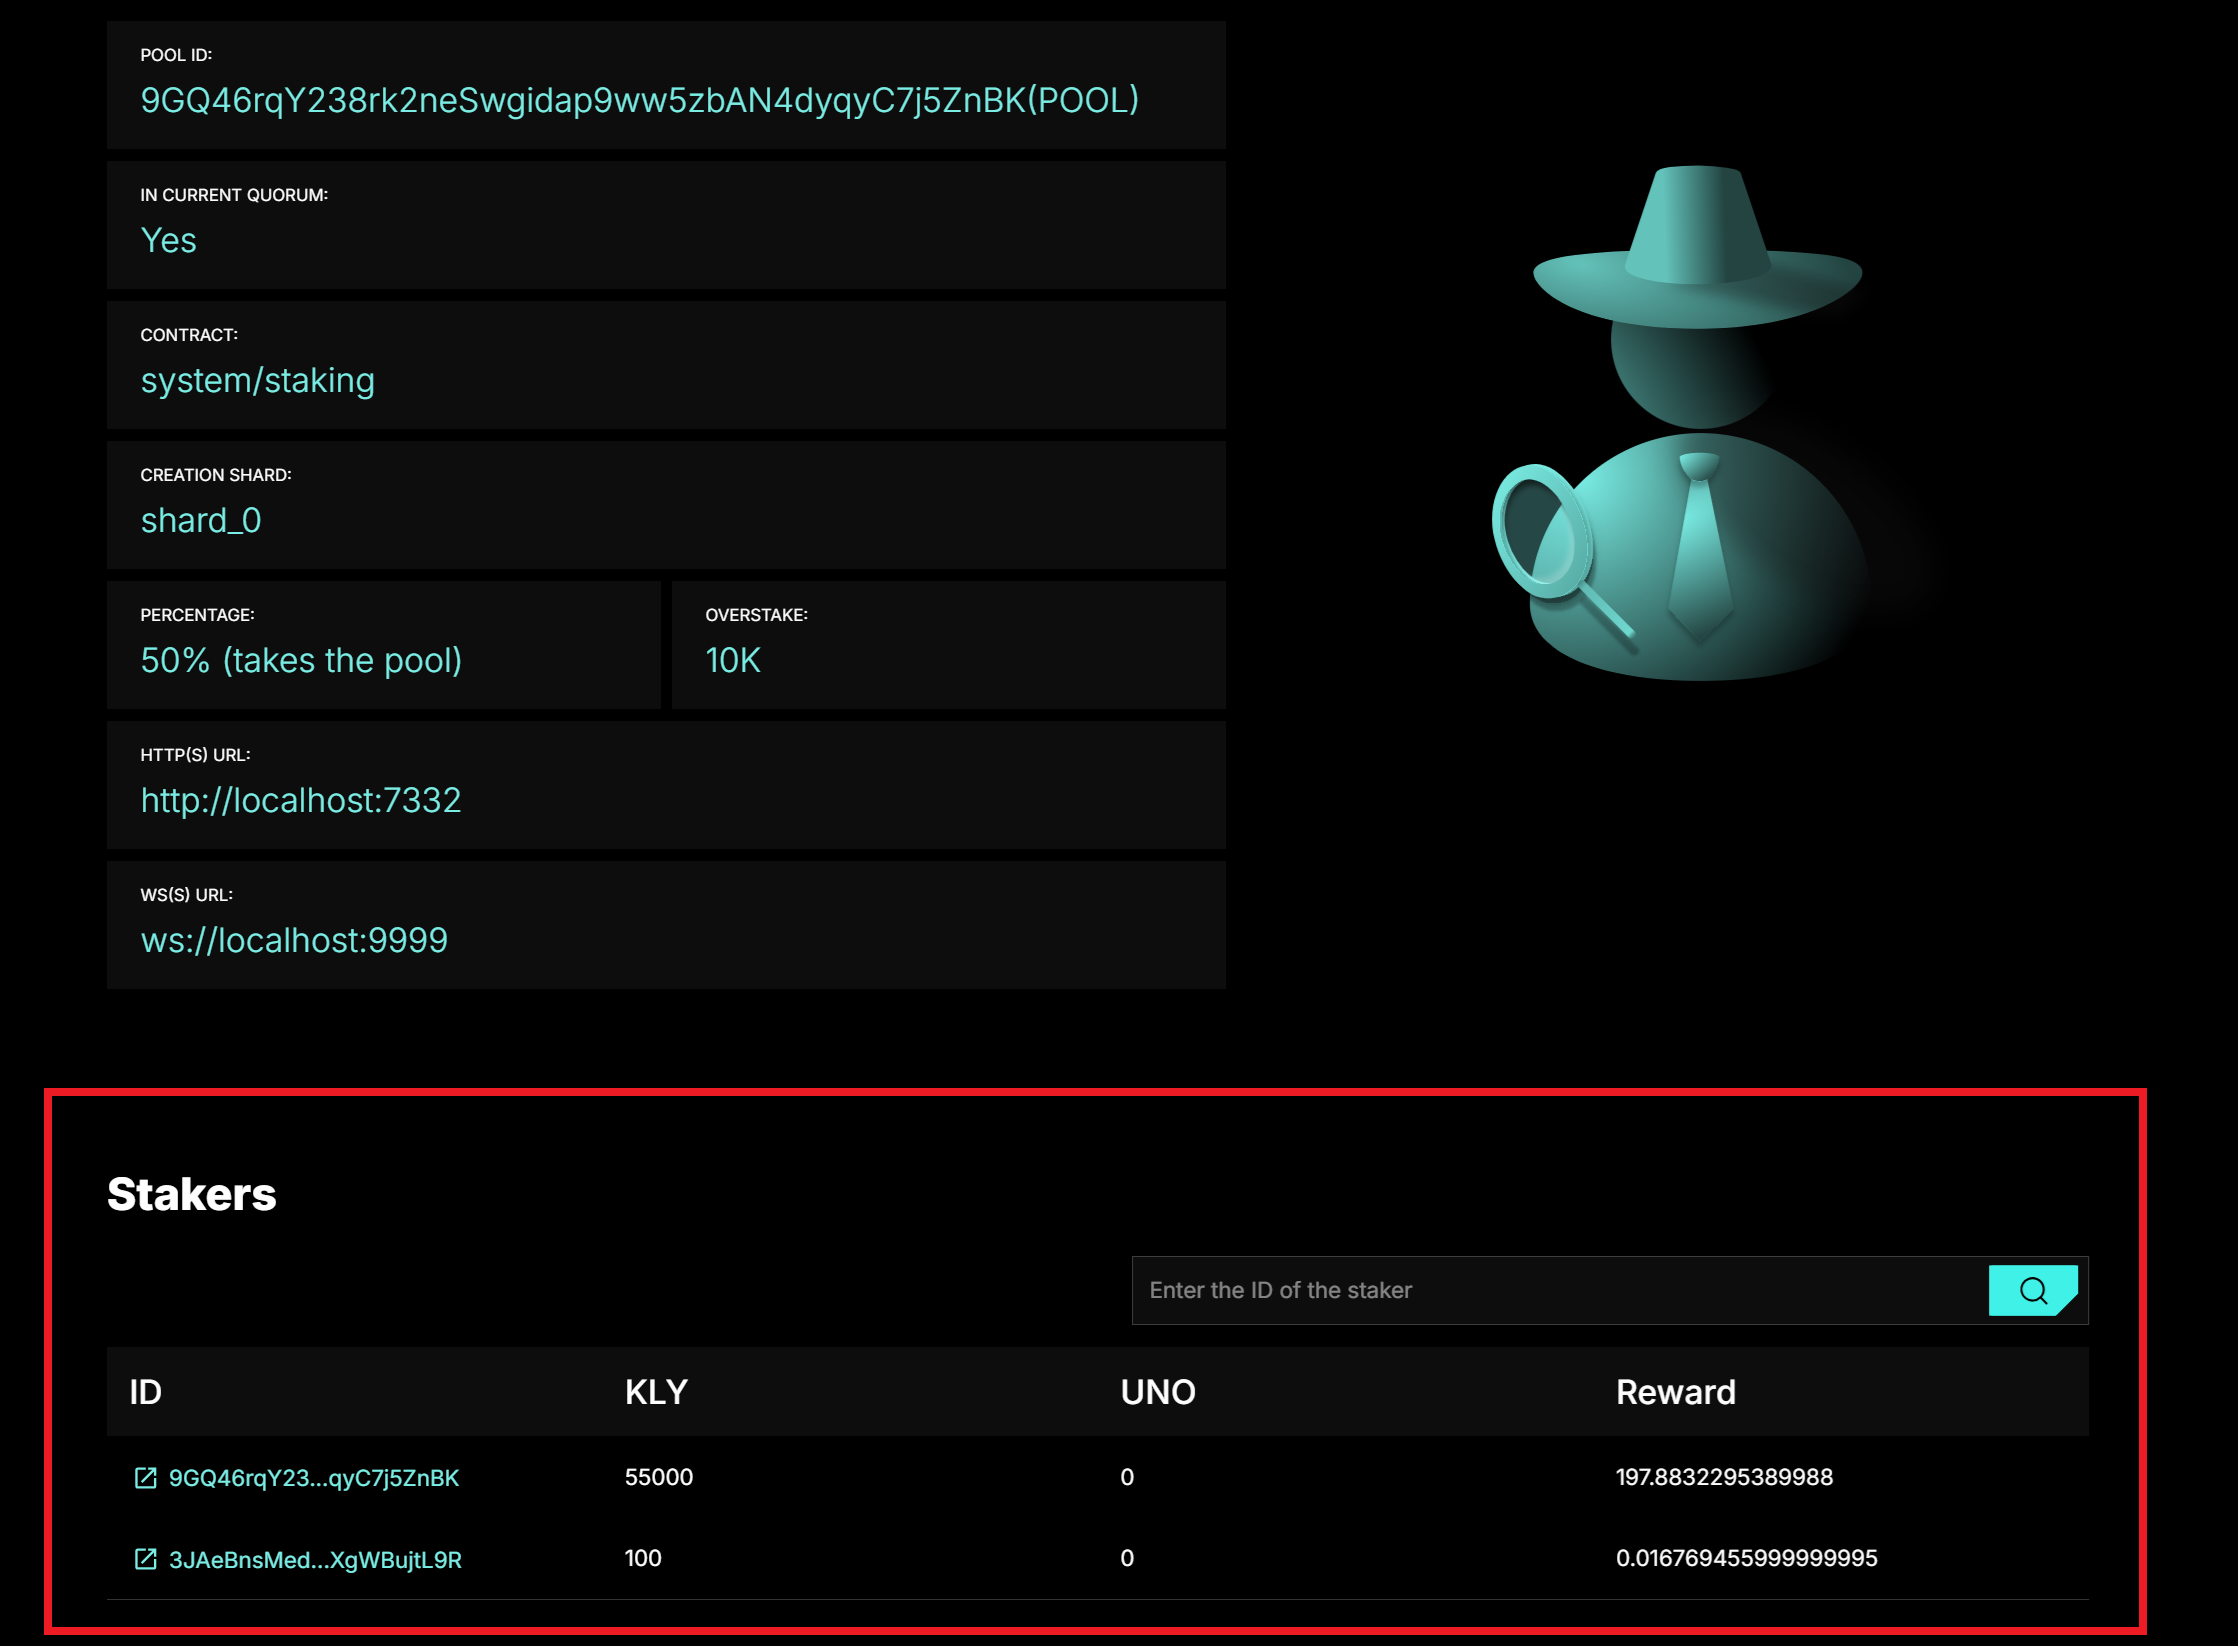 POOL ID:
9GQ46rqY238rk2neSwgidap9ww5zbAN4dyqyC7j5ZnBK(POOL)
IN CURRENT QUORUM:
Yes
CONTRACT:
system/staking
CREATION SHARD:
shard_0
PERCENTAGE:
50% (takes the pool)
OVERSTAKE:
10K
HTTP(S) URL:
http://localhost:7332
WS(S) URL:
ws://localhost:9999
Stakers
Enter the ID of the staker
ID KLY UNO Reward
9GQ46rqY23...qyC7j5ZnBK 55000 0 197.8832295389988
3JAeBnsMed...XgWBujtL9R 100 0 0.016769455999999995